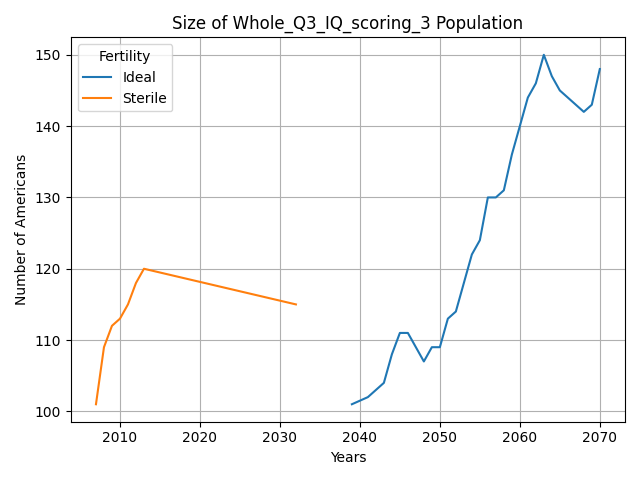 Size of Whole_Q3_IQ_scoring_3 Population
Fertility
Ideal
Sterile
Number of Americans
150
140
130
120
110
100
2010 2020 2030 2040 2050 2060 2070
Years